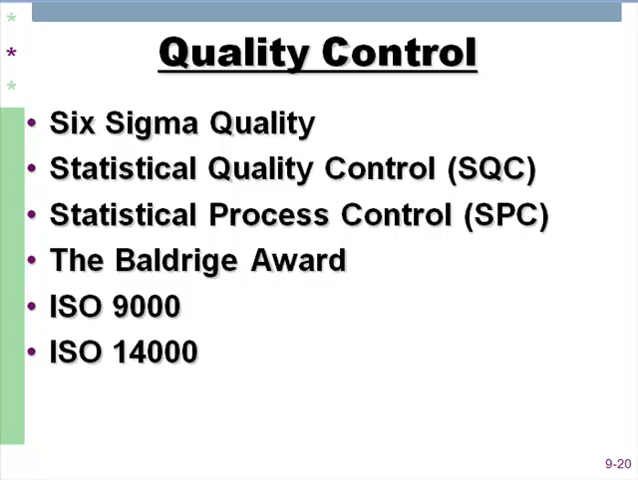 *
*
*
Quality Control
• Six Sigma Quality
• Statistical Quality Control (SQC)
• Statistical Process Control (SPC)
• The Baldrige Award
• ISO 9000
• ISO 14000
9-20